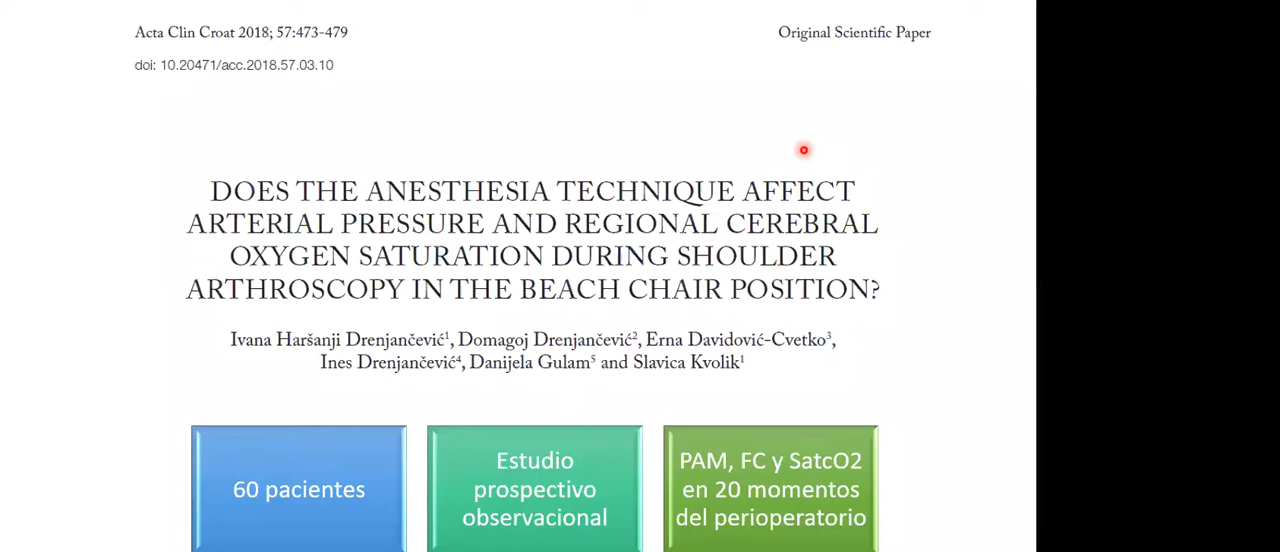 Acta Clin Croat 2018; 57:473-479
Original Scientific Paper
doi: 10.20471/acc.2018.57.03.10
DOES THE ANESTHESIA TECHNIQUE AFFECT
ARTERIAL PRESSURE AND REGIONAL CEREBRAL
OXYGEN SATURATION DURING SHOULDER
ARTHROSCOPY IN THE BEACH CHAIR POSITION?
Ivana Haršanji Drenjančević¹, Domagoj Drenjančević², Erna Davidović-Cvetko³,
Ines Drenjančević⁴, Danijela Gulam⁵ and Slavica Kvolik¹
60 pacientes
Estudio
prospectivo
observacional
PAM, FC y SatcO2
en 20 momentos
del perioperatorio